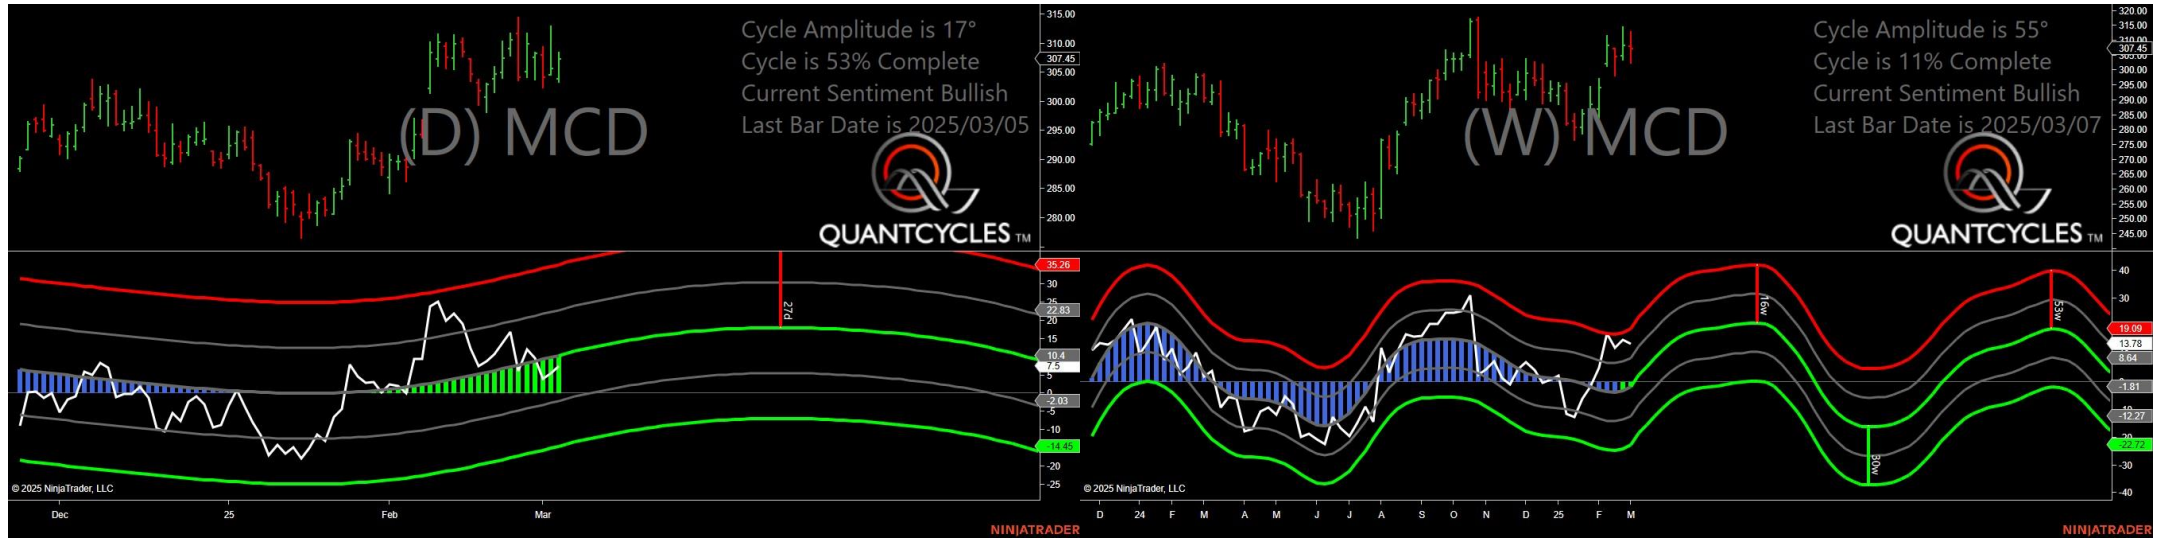 Cycle Amplitude is 17°
Cycle is 53% Complete
Current Sentiment Bullish
Last Bar Date is 2025/03/05
(D) MCD
QUANTCYCLES TM
315.00
310.00
307.45
305.00
300.00
295.00
290.00
285.00
280.00
35.26
30
25
22.83
20
15
10.4
7.5
0
-2.03
-5
-10
-14.45
-20
-25
27d
© 2025 NinjaTrader, LLC
Dec
25
Feb
Mar
NINJATRADER
Cycle Amplitude is 55°
Cycle is 11% Complete
Current Sentiment Bullish
Last Bar Date is 2025/03/07
(W) MCD
QUANTCYCLES TM
320.00
315.00
310.00
307.45
300.00
295.00
290.00
285.00
280.00
275.00
270.00
265.00
260.00
255.00
250.00
245.00
40
30
19.09
13.78
8.64
-1.81
-12.27
-22.72
-30
-40
16w
53w
30w
© 2025 NinjaTrader, LLC
D
24
F
M
A
M
J
J
A
S
O
N
D
25
F
M
NINJATRADER